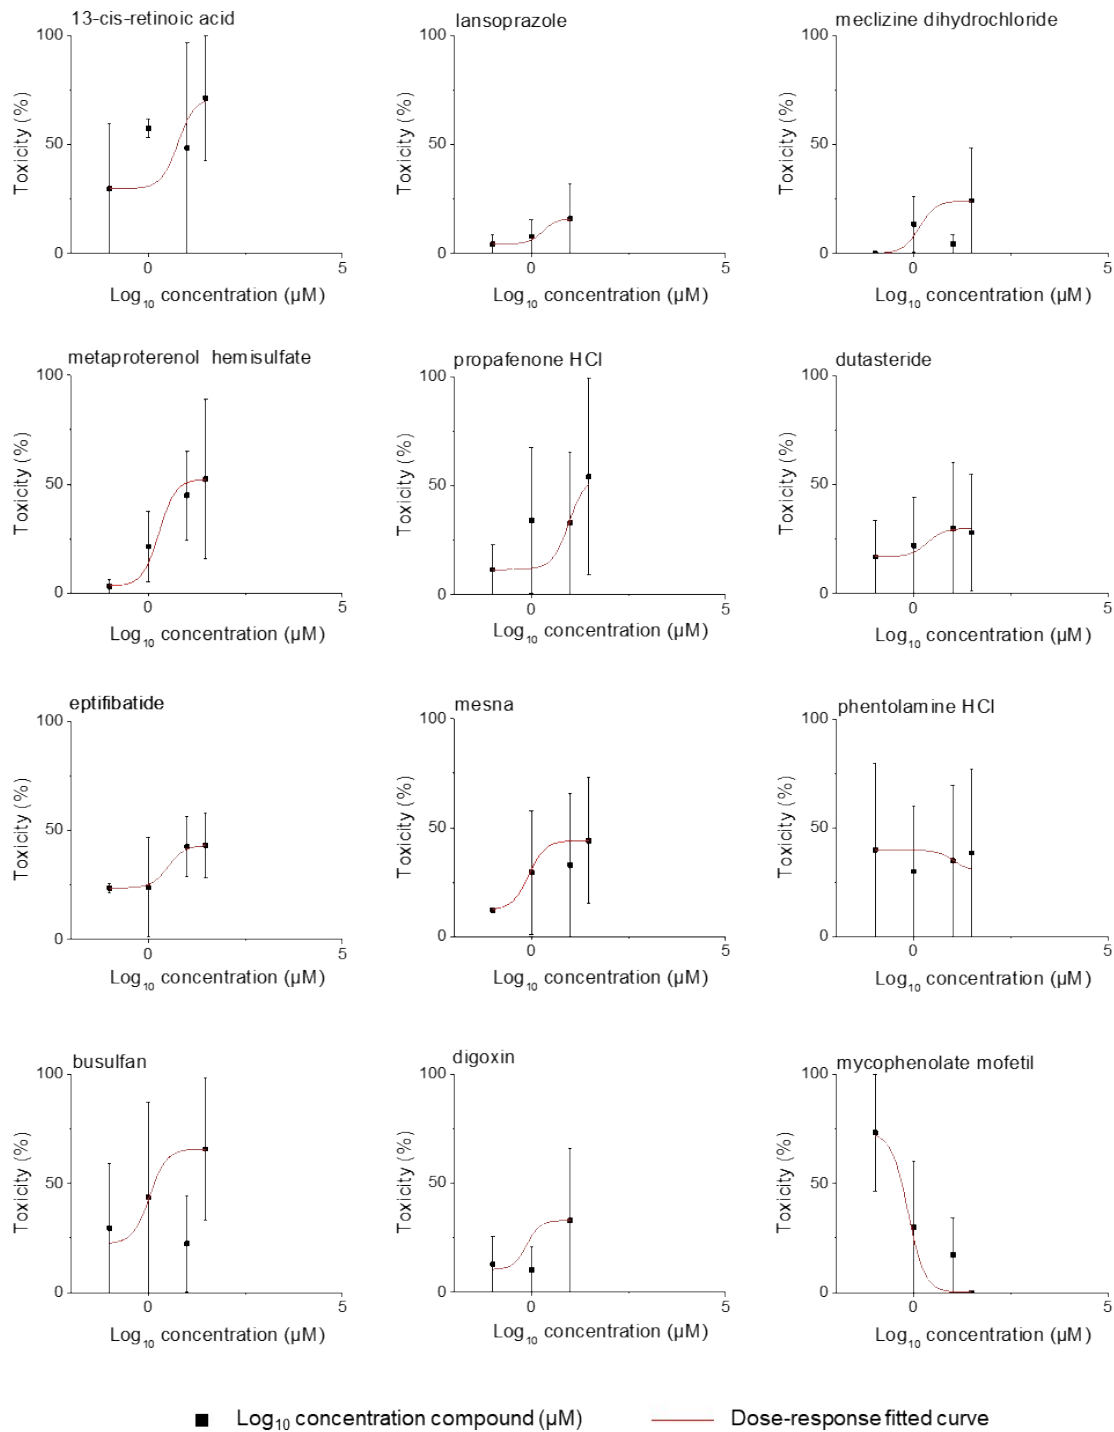 13-cis-retinoic acid
lansoprazole
meclizine dihydrochloride
100
50
0
Toxicity (%)
0
5
Log10 concentration (µM)
100
50
0
Toxicity (%)
0
5
Log10 concentration (µM)
100
50
0
Toxicity (%)
0
5
Log10 concentration (µM)
metaproterenol hemisulfate
propafenone HCl
dutasteride
100
50
0
Toxicity (%)
0
5
Log10 concentration (µM)
100
50
0
Toxicity (%)
0
5
Log10 concentration (µM)
100
50
0
Toxicity (%)
0
5
Log10 concentration (µM)
eptifibatide
mesna
phentolamine HCl
100
50
0
Toxicity (%)
0
5
Log10 concentration (µM)
100
50
0
Toxicity (%)
0
5
Log10 concentration (µM)
100
50
0
Toxicity (%)
0
5
Log10 concentration (µM)
busulfan
digoxin
mycophenolate mofetil
100
50
0
Toxicity (%)
0
5
Log10 concentration (µM)
100
50
0
Toxicity (%)
0
5
Log10 concentration (µM)
100
50
0
Toxicity (%)
0
5
Log10 concentration (µM)
Log10 concentration compound (µM)
Dose-response fitted curve